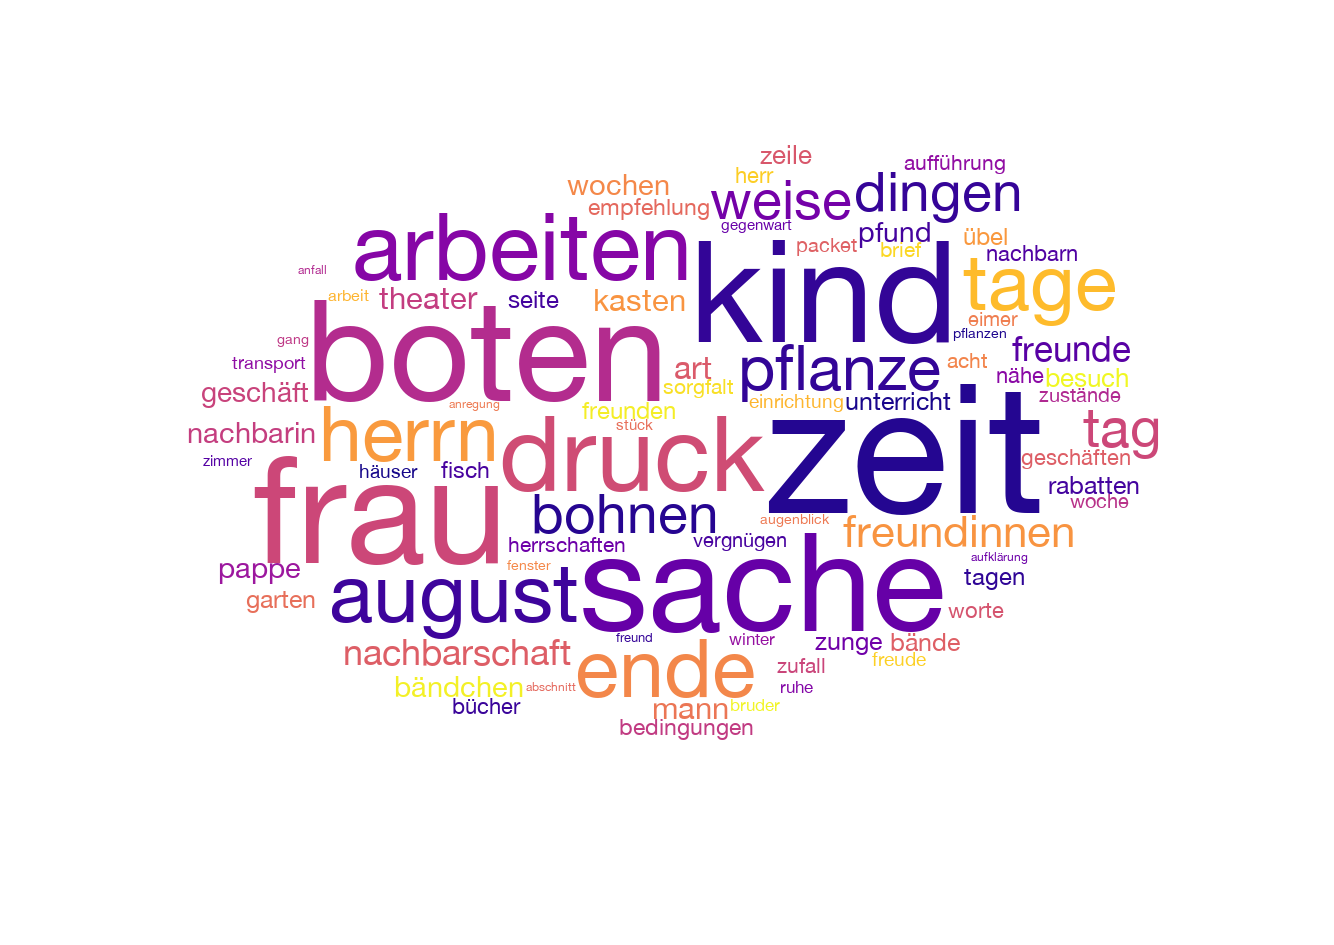 zeile
aufführung
herr
wochen
empfehlung
weise
dingen
gegenwart
pfund
übel
arbeiten
packet
brief
nachbarn
anfall
kind
tage
arbeit
theater
seite
kasten
eimer
pflanzen
gang
boten
freunde
transport
art
pflanze
acht
nähe
besuch
geschäft
sorgfalt
zustände
anregung
freunden
einrichtung
unterricht
stück
nachbarin
herrn
druck
zeit
tag
zimmer
häuser
fisch
geschäften
rabatten
woche
frau
bohnen
augenblick
freundinnen
herrschaften
vergnügen
aufklärung
pappe
fenster
tagen
garten
august
sache
worte
freund
winter
zunge
bände
nachbarschaft
ende
zufall
freude
bändchen
abschnitt
ruhe
bücher
mann
bruder
bedingungen